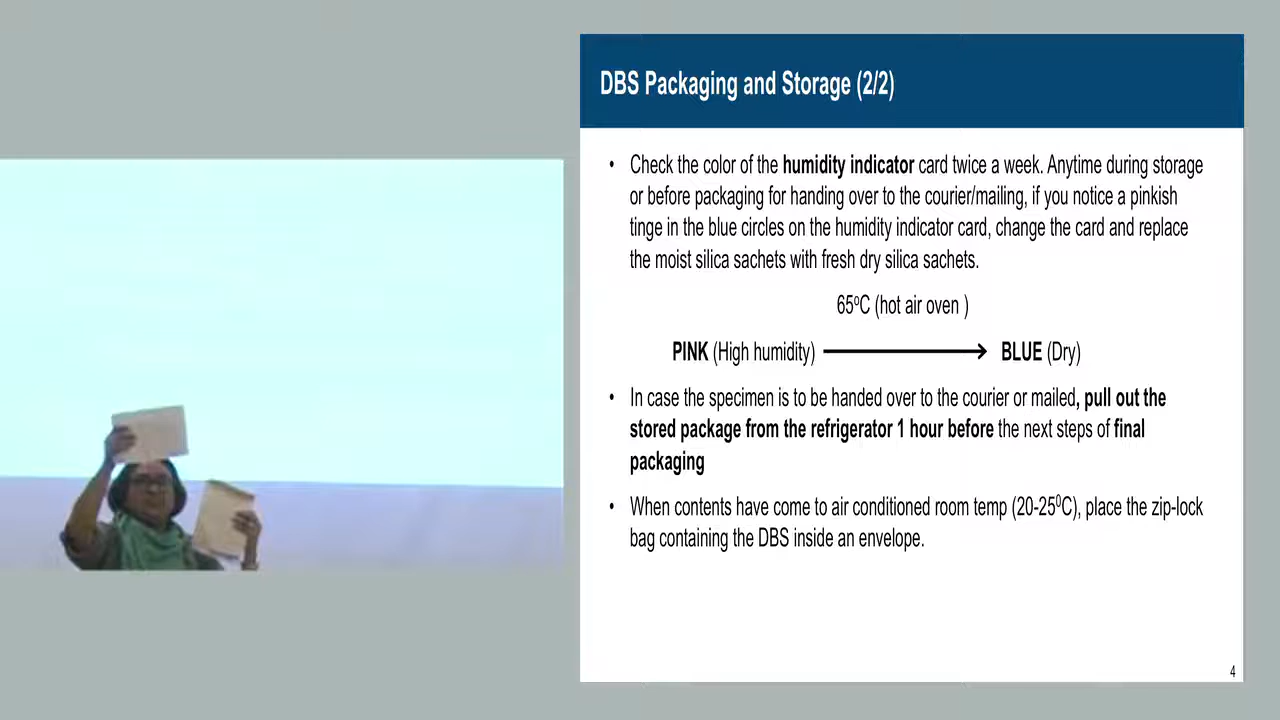 DBS Packaging and Storage (2/2)
• Check the color of the humidity indicator card twice a week. Anytime during storage
or before packaging for handing over to the courier/mailing, if you notice a pinkish
tinge in the blue circles on the humidity indicator card, change the card and replace
the moist silica sachets with fresh dry silica sachets.
65⁰C (hot air oven )
PINK (High humidity) → BLUE (Dry)
• In case the specimen is to be handed over to the courier or mailed, pull out the
stored package from the refrigerator 1 hour before the next steps of final
packaging
• When contents have come to air conditioned room temp (20-25⁰C), place the zip-lock
bag containing the DBS inside an envelope.
4